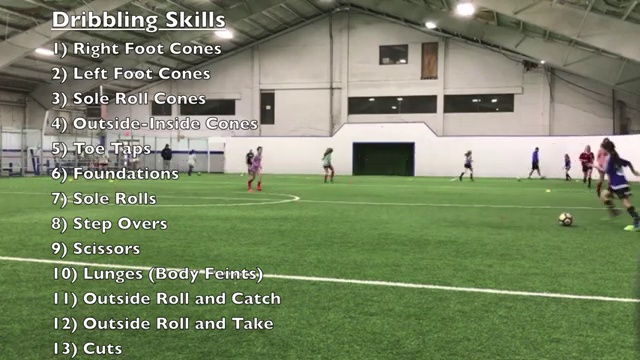 Dribbling Skills
1) Right Foot Cones
2) Left Foot Cones
3) Sole Roll Cones
4) Outside-Inside Cones
5) Toe Taps
6) Foundations
7) Sole Rolls
8) Step Overs
9) Scissors
10) Lunges (Body Feints)
11) Outside Roll and Catch
12) Outside Roll and Take
13) Cuts